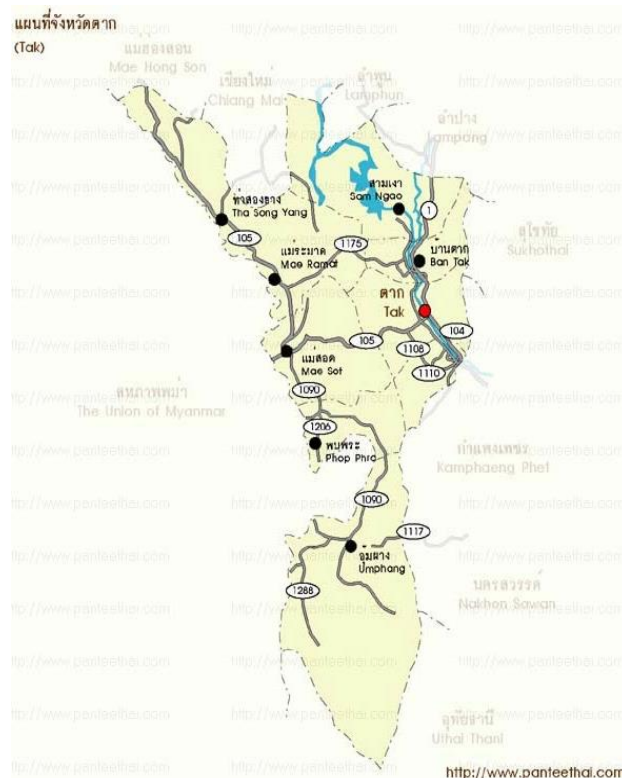 แผนที่จังหวัดตาก
(Tak)
แม่ฮ่องสอน
Mae Hong Son
เชียงใหม่
Chiang Mai
ลำพูน
Lamphun
ลำปาง
Lampang
สามเงา
Sam Ngao
1
ท่าสองยาง
Tha Song Yang
105
สุโขทัย
Sukhothai
แม่ระมาด
Mae Ramat
1175
บ้านตาก
Ban Tak
ตาก
Tak
104
105
1108
1110
แม่สอด
Mae Sot
1090
สหภาพพม่า
The Union of Myanmar
1206
พบพระ
Phop Phra
กำแพงเพชร
Kamphaeng Phet
1090
1117
อุ้มผาง
Umphang
1288
นครสวรรค์
Nakhon Sawan
อุทัยธานี
Uthai Thani
http://www.panteethai.com